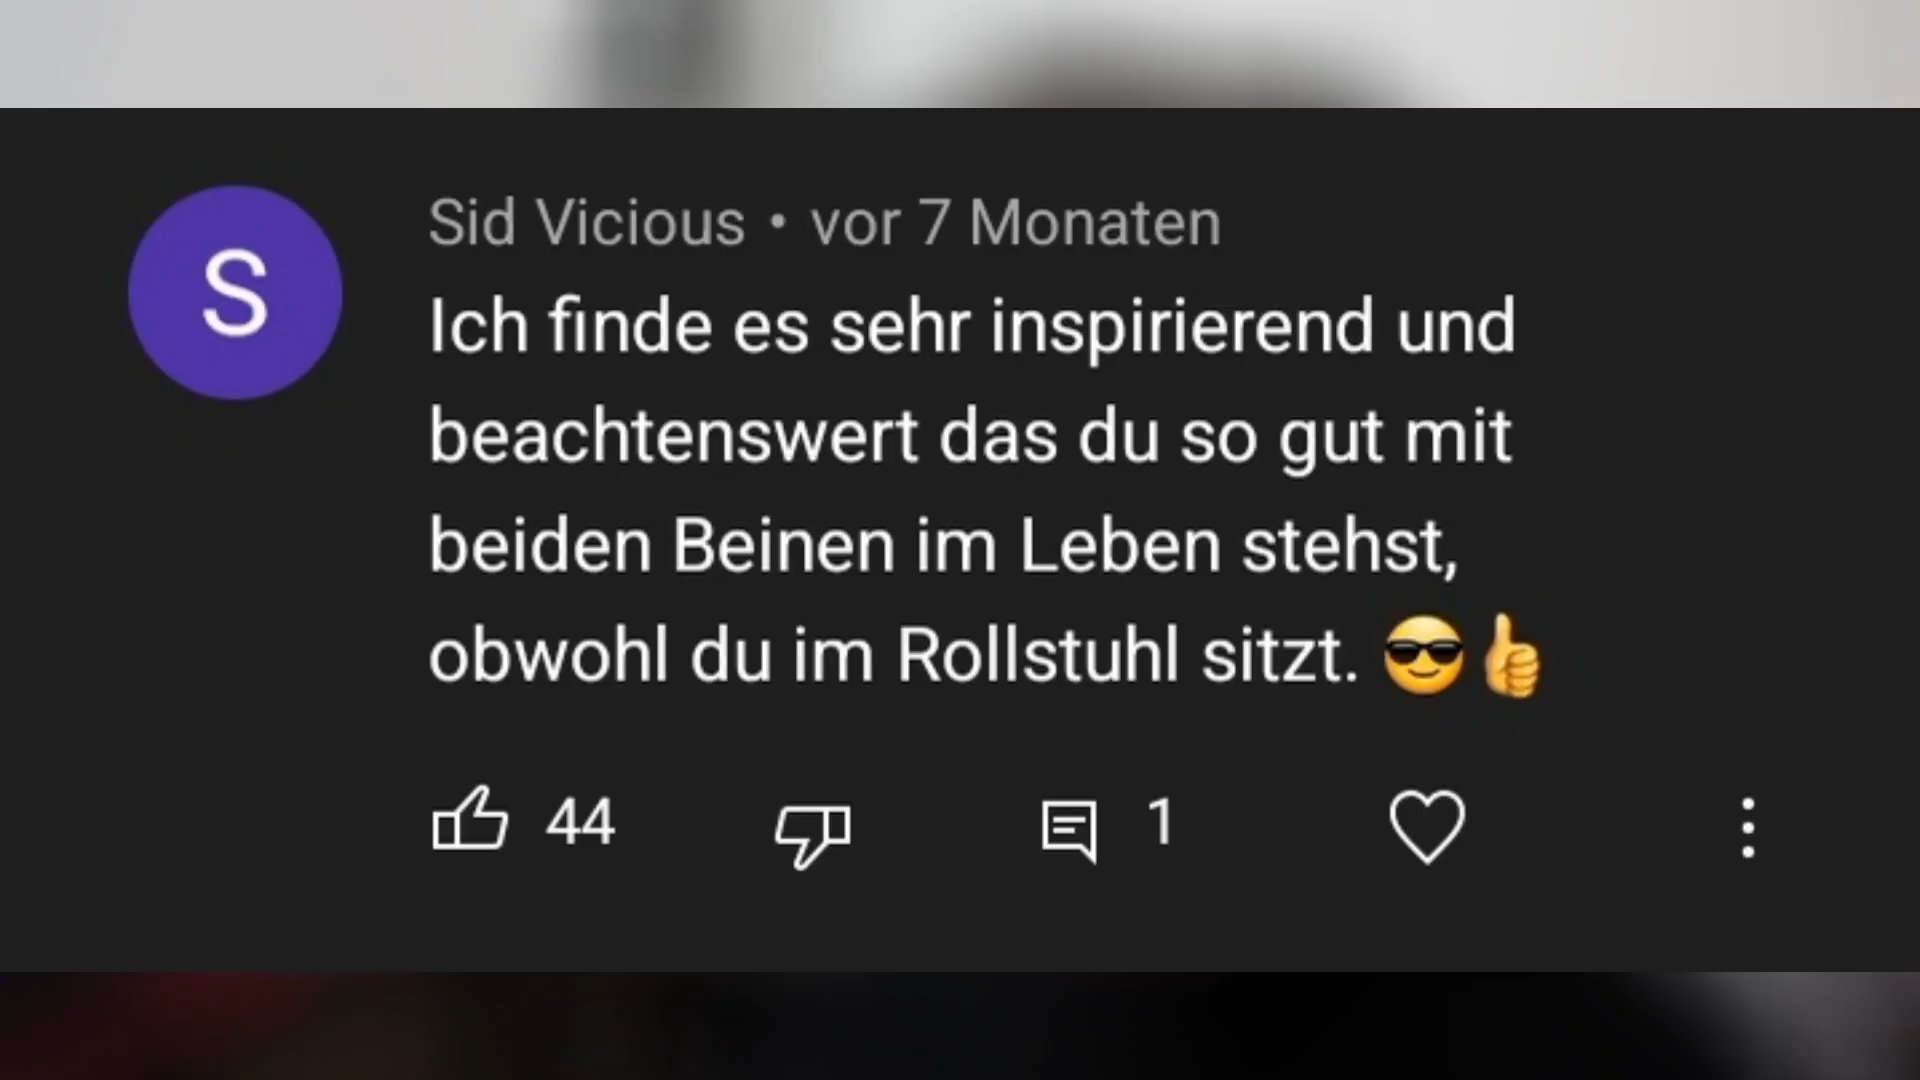 S
Sid Vicious • vor 7 Monaten
Ich finde es sehr inspirierend und
beachtenswert das du so gut mit
beiden Beinen im Leben stehst,
obwohl du im Rollstuhl sitzt. 😎👍
44 1